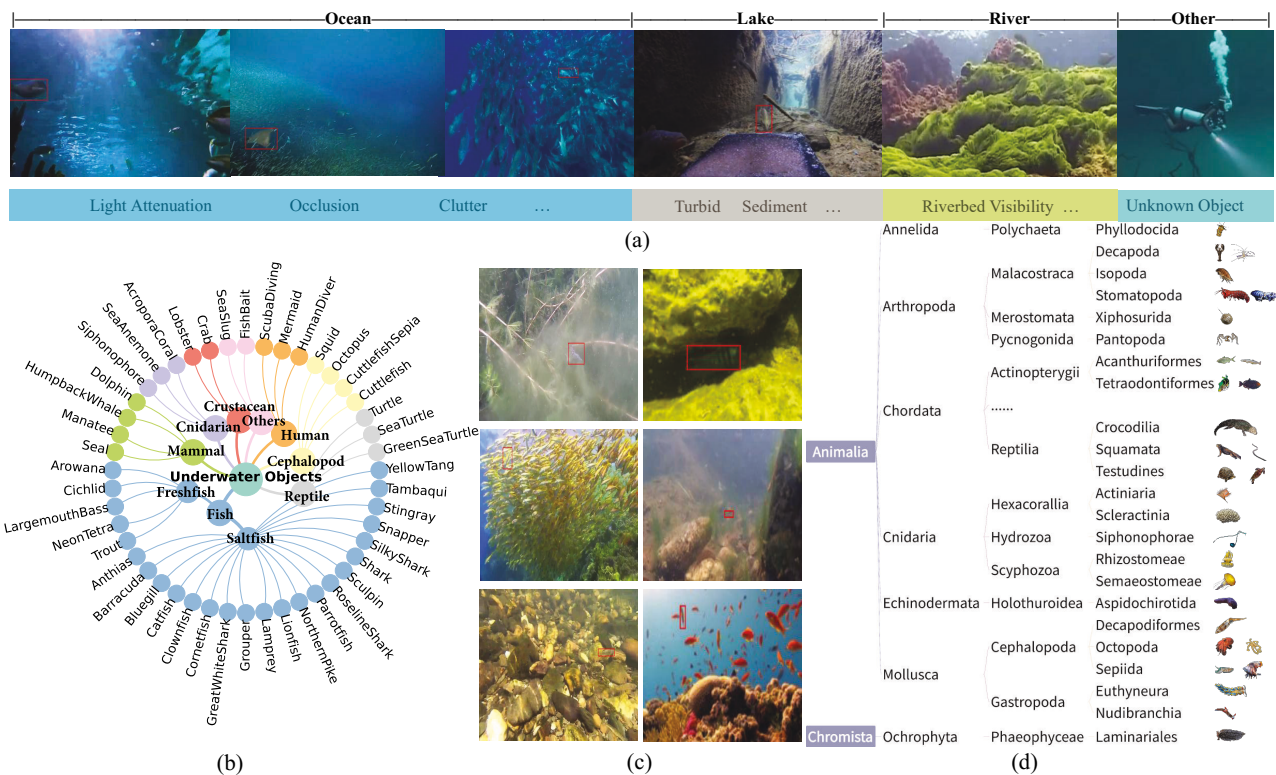 Ocean
Lake
River
Other
Light Attenuation
Occlusion
Clutter
...
Turbid
Sediment
...
Riverbed Visibility ...
Unknown Object
(a)
ScubaDiving
Mermaid
HumanDiver
Squid
Octopus
CuttlefishSepia
Cuttlefish
Turtle
SeaTurtle
GreenSeaTurtle
YellowTang
Tambaqui
Stingray
Snapper
SilkyShark
Shark
Sculpin
RoselineShark
Parrotfish
NorthernPike
Lionfish
Lamprey
Grouper
GreatWhiteShark
Cornetfish
Clownfish
Catfish
Bluegill
Barracuda
Anthias
Trout
NeonTetra
LargemouthBass
Cichlid
Arowana
Seal
Manatee
HumpbackWhale
Dolphin
Siphonophore
SeaAnemone
AcroporaCoral
Lobster
Crab
SeaSlug
FishBait
Crustacean
Others
Cnidarian
Human
Mammal
Cephalopod
Underwater Objects
Freshfish
Reptile
Fish
Saltfish
(b)
(c)
Animalia
Annelida
Polychaeta
Phyllodocida
Arthropoda
Malacostraca
Decapoda
Isopoda
Stomatopoda
Merostomata
Xiphosurida
Pycnogonida
Pantopoda
Chordata
Actinopterygii
Acanthuriformes
Tetraodontiformes
......
Reptilia
Crocodilia
Squamata
Testudines
Cnidaria
Hexacorallia
Actiniaria
Scleractinia
Hydrozoa
Siphonophorae
Scyphozoa
Rhizostomeae
Semaeostomeae
Echinodermata
Holothuroidea
Aspidochirotida
Mollusca
Cephalopoda
Decapodiformes
Octopoda
Sepiida
Gastropoda
Euthyneura
Nudibranchia
Chromista
Ochrophyta
Phaeophyceae
Laminariales
(d)